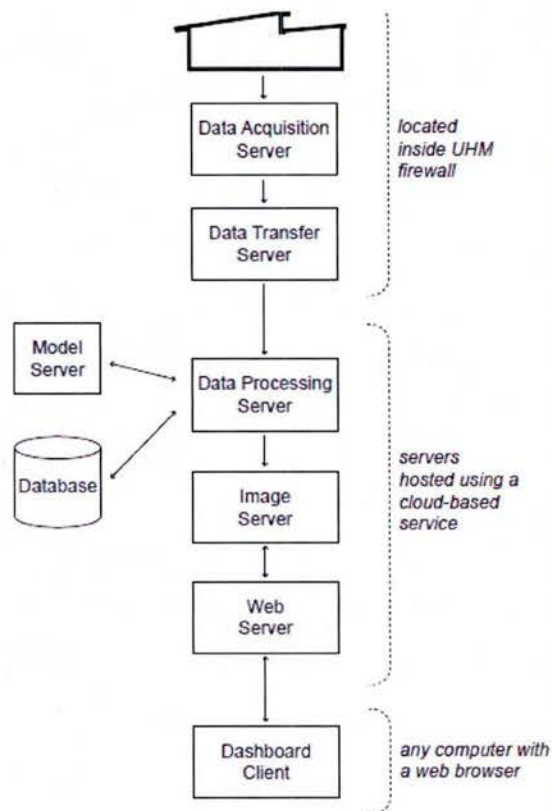 Data Acquisition
Server
located
inside UHM
firewall
Data Transfer
Server
Model
Server
Data Processing
Server
Database
servers
hosted using a
cloud-based
service
Image
Server
Web
Server
Dashboard
Client
any computer with
a web browser